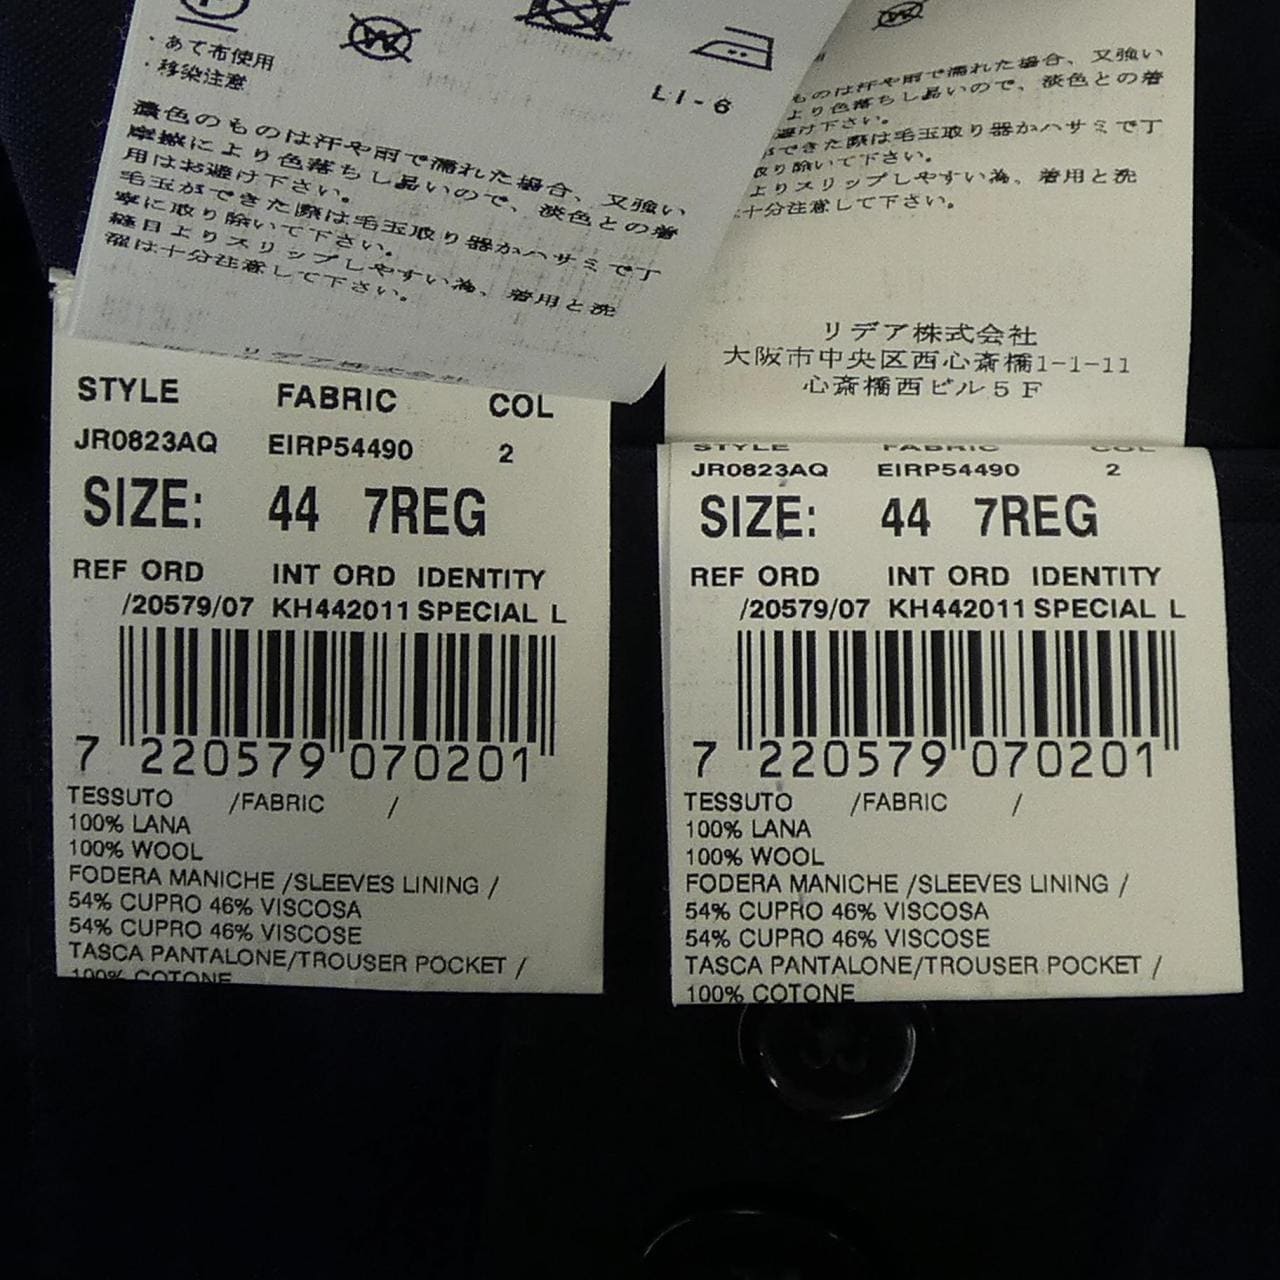 ・あて布使用
・移染注意
LI-6
濃色のものは汗や雨で濡れた場合、又強い
摩擦により色落ちし易いので、淡色との着
用はお避け下さい。
毛玉ができた際は毛玉取り器かハサミで丁
寧に取り除いて下さい。
縫目よりスリップしやすい為、着用と洗
濯は十分注意して下さい。
リデア株式会社
STYLE FABRIC COL
JR0823AQ EIRP54490 2
SIZE: 44 7REG
REF ORD INT ORD IDENTITY
/20579/07 KH442011 SPECIAL L
7 220579 070201
TESSUTO /FABRIC /
100% LANA
100% WOOL
FODERA MANICHE /SLEEVES LINING /
54% CUPRO 46% VISCOSA
54% CUPRO 46% VISCOSE
TASCA PANTALONE/TROUSER POCKET /
100% COTONE
ものは汗や雨で濡れた場合、又強い
より色落ちし易いので、淡色との着
避け下さい。
ができた際は毛玉取り器かハサミで丁
取り除いて下さい。
よりスリップしやすい為、着用と洗
十分注意して下さい。
リデア株式会社
大阪市中央区西心斎橋1-1-11
心斎橋西ビル5F
STYLE FABRIC COL
JR0823AQ EIRP54490 2
SIZE: 44 7REG
REF ORD INT ORD IDENTITY
/20579/07 KH442011 SPECIAL L
7 220579 070201
TESSUTO /FABRIC /
100% LANA
100% WOOL
FODERA MANICHE /SLEEVES LINING /
54% CUPRO 46% VISCOSA
54% CUPRO 46% VISCOSE
TASCA PANTALONE/TROUSER POCKET /
100% COTONE